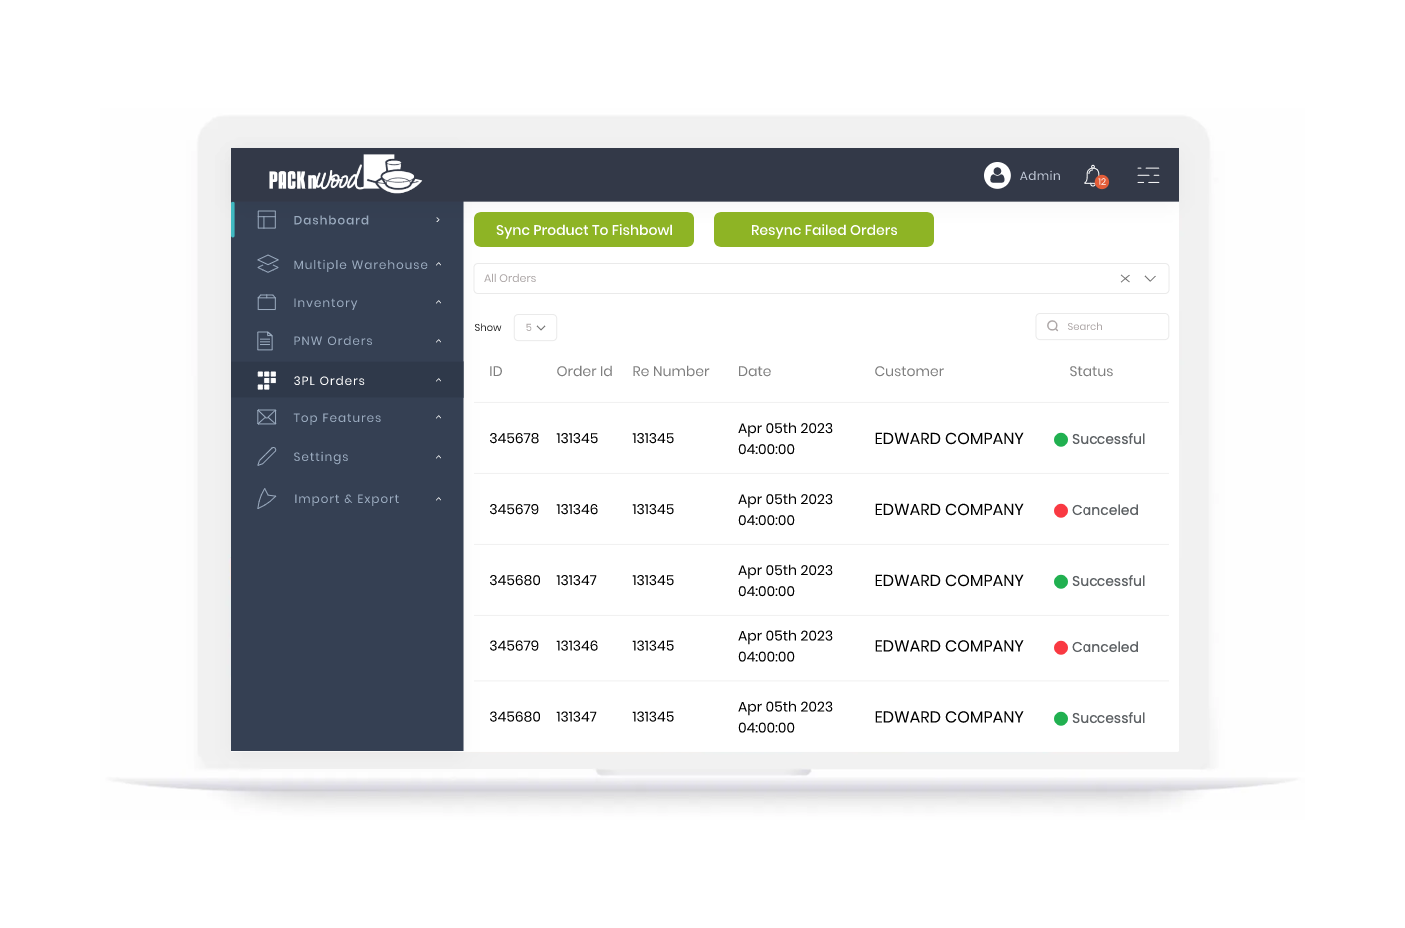 PACK nWood
Admin
12
Dashboard
Multiple Warehouse
Inventory
PNW Orders
3PL Orders
Top Features
Settings
Import & Export
Sync Product To Fishbowl
Resync Failed Orders
All Orders
Show 5
Search
ID Order Id Re Number Date Customer Status
345678 131345 131345 Apr 05th 2023 04:00:00 EDWARD COMPANY Successful
345679 131346 131345 Apr 05th 2023 04:00:00 EDWARD COMPANY Canceled
345680 131347 131345 Apr 05th 2023 04:00:00 EDWARD COMPANY Successful
345679 131346 131345 Apr 05th 2023 04:00:00 EDWARD COMPANY Canceled
345680 131347 131345 Apr 05th 2023 04:00:00 EDWARD COMPANY Successful